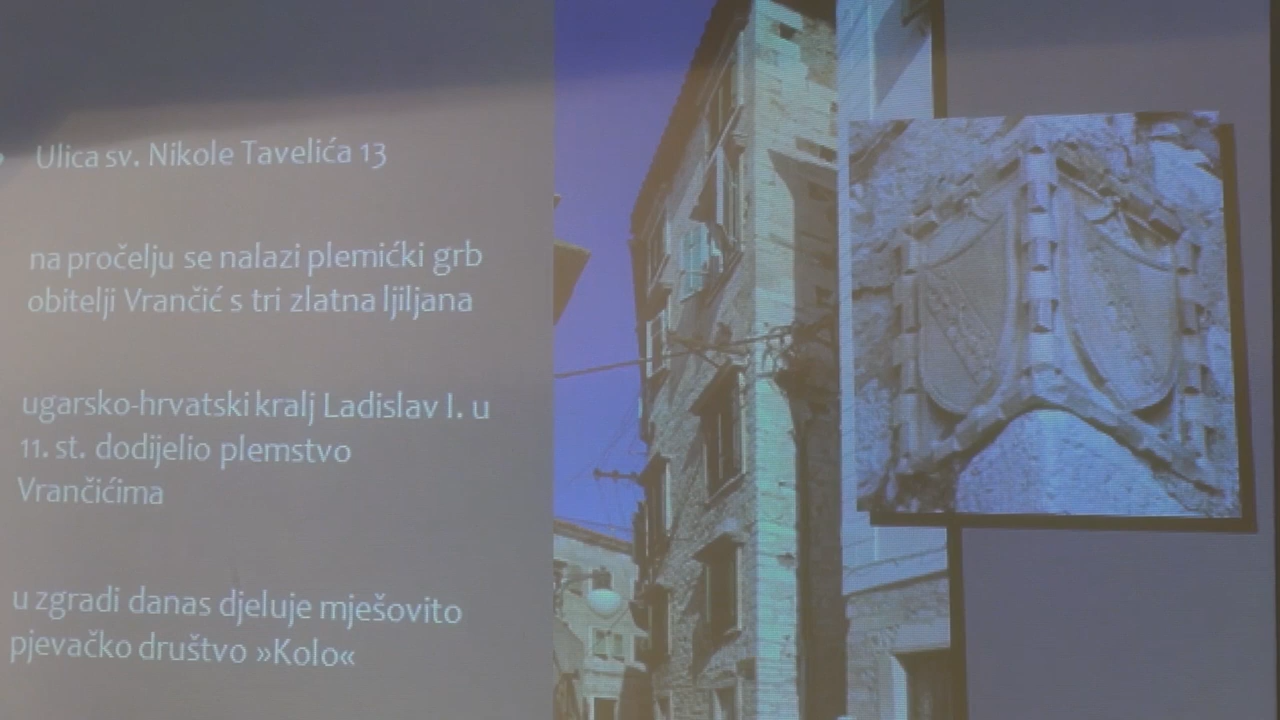 Ulica sv. Nikole Tavelića 13
na pročelju se nalazi plemićki grb
obitelji Vrančić s tri zlatna ljiljana
ugarsko-hrvatski kralj Ladislav I. u
11. st. dodijelio plemstvo
Vrančićima
u zgradi danas djeluje mješovito
pjevačko društvo »Kolo«